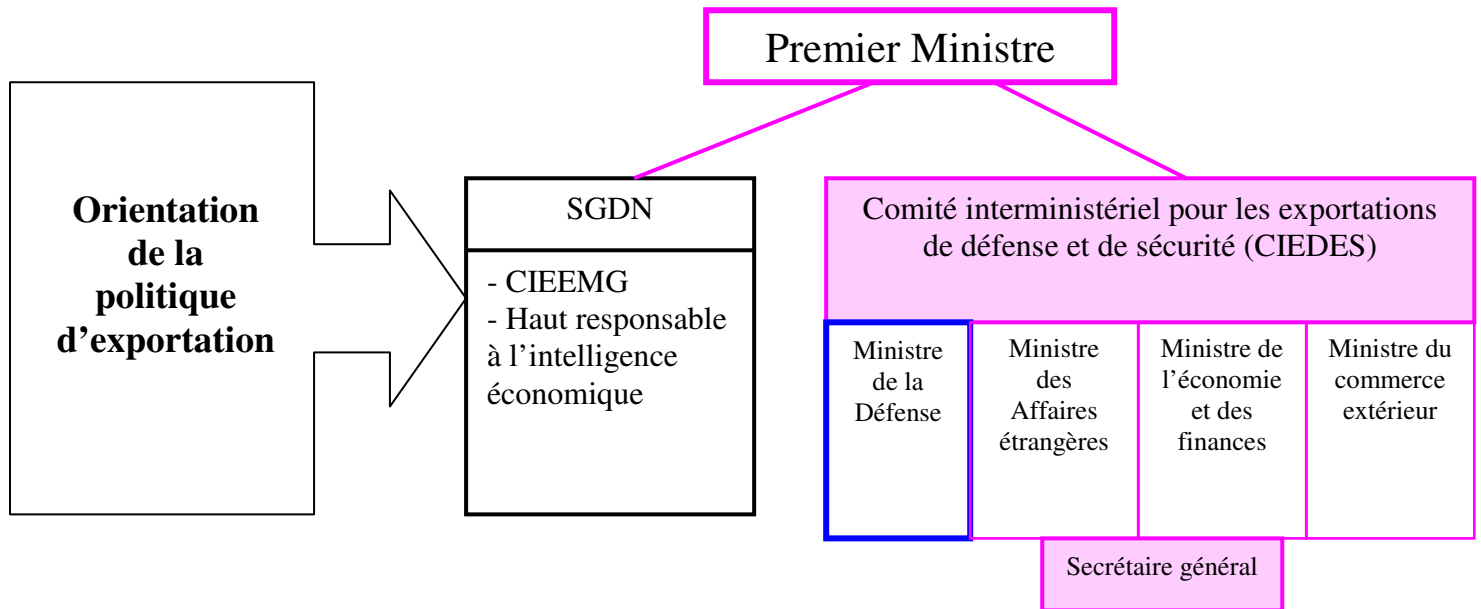 Premier Ministre
Orientation
de la
politique
d’exportation
SGDN
- CIEEMG
- Haut responsable
à l’intelligence
économique
Comité interministériel pour les exportations
de défense et de sécurité (CIEDES)
Ministre
de la
Défense
Ministre
des
Affaires
étrangères
Ministre de
l’économie
et des
finances
Ministre du
commerce
extérieur
Secrétaire général